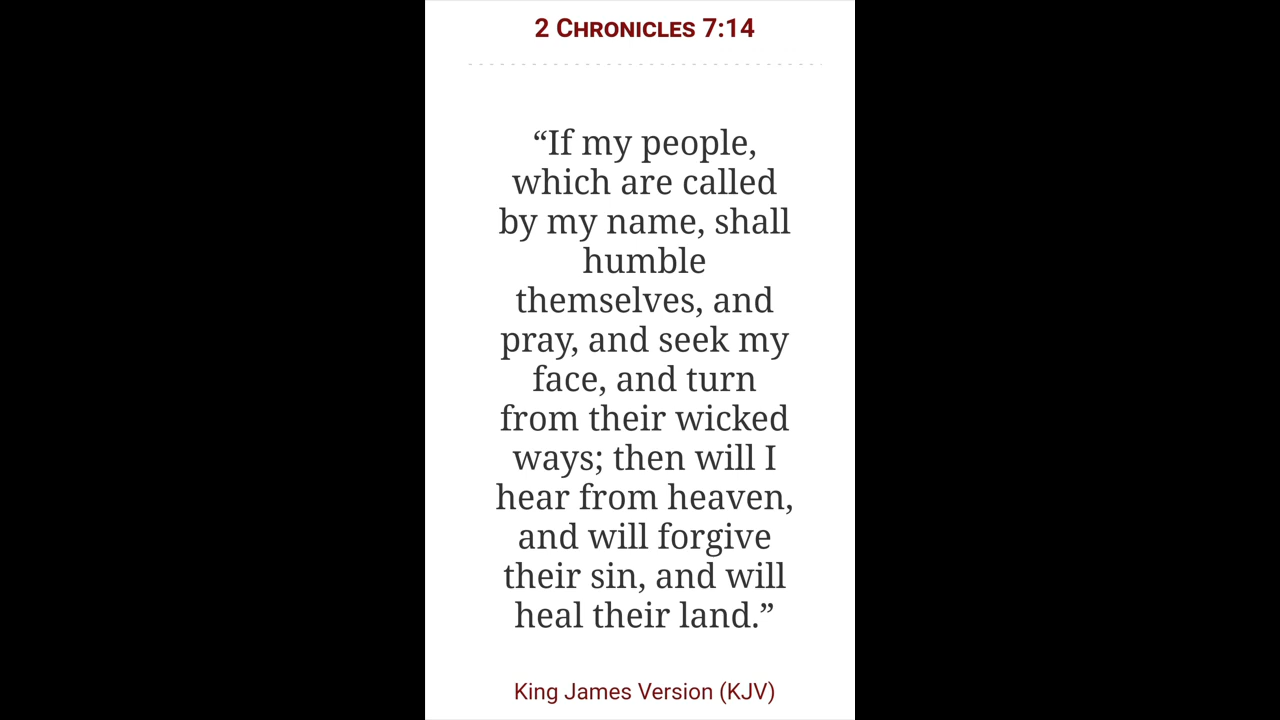 2 Chronicles 7:14
“If my people,
which are called
by my name, shall
humble
themselves, and
pray, and seek my
face, and turn
from their wicked
ways; then will I
hear from heaven,
and will forgive
their sin, and will
heal their land.”
King James Version (KJV)